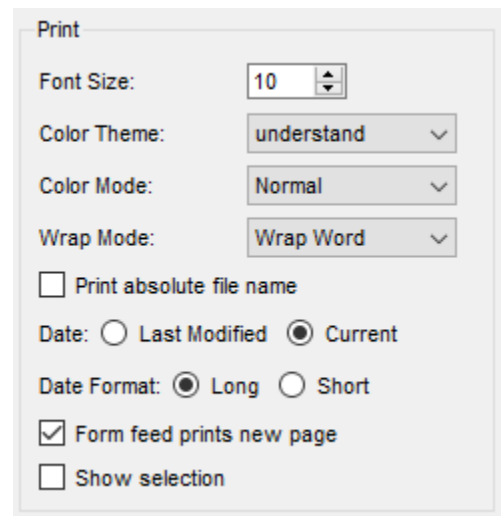 Print
Font Size: 10
Color Theme: understand
Color Mode: Normal
Wrap Mode: Wrap Word
Print absolute file name
Date: Last Modified Current
Date Format: Long Short
Form feed prints new page
Show selection